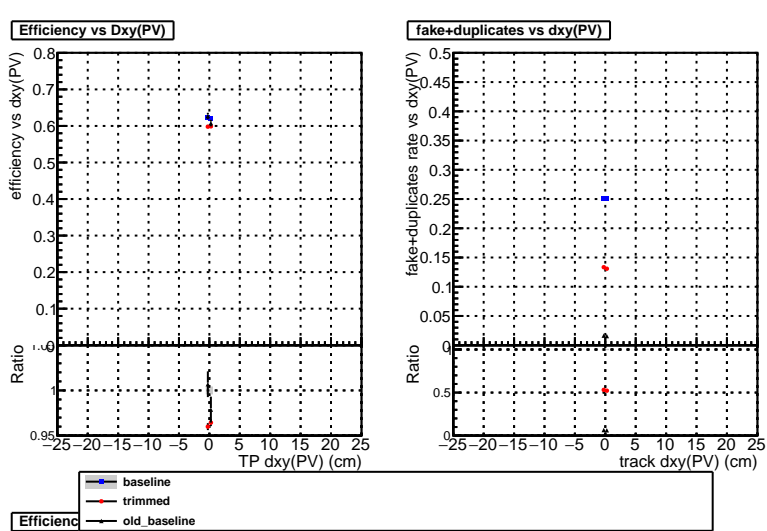 Efficiency vs Dxy(PV)
efficiency vs dxy(PV)
0.8
0.7
0.6
0.5
0.4
0.3
0.2
0.1
0
Ratio
1
0.95
−25 −20 −15 −10 −5 0 5 10 15 20 25
TP dxy(PV) (cm)
fake+duplicates vs dxy(PV)
fake+duplicates rate vs dxy(PV)
0.5
0.45
0.4
0.35
0.3
0.25
0.2
0.15
0.1
0.05
0
Ratio
1
0.5
0
−25 −20 −15 −10 −5 0 5 10 15 20 25
track dxy(PV) (cm)
baseline
trimmed
old_baseline
Efficienc